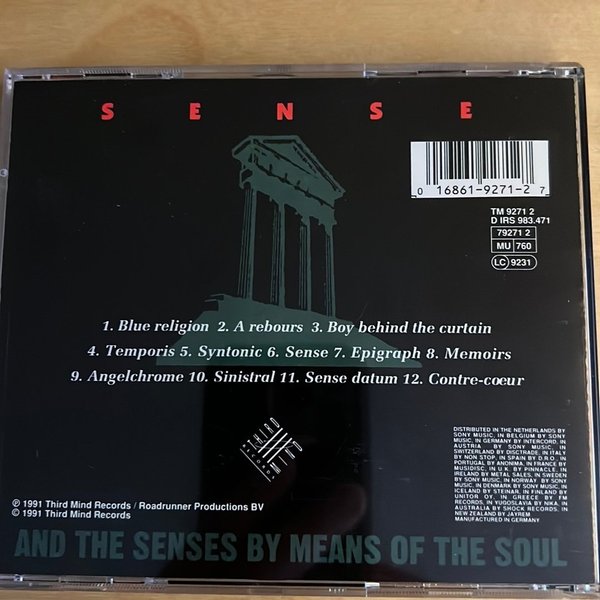 SENSE
0 16861-9271-2 7
TM 9271 2
D IRS 983.471
79271 2
MU 760
LC 9231
1. Blue religion 2. A rebours 3. Boy behind the curtain
4. Temporis 5. Syntonic 6. Sense 7. Epigraph 8. Memoirs
9. Angelchrome 10. Sinistral 11. Sense datum 12. Contre-cœur
THIRD
MIND
RECORDS
DISTRIBUTED IN THE NETHERLANDS BY
SONY MUSIC, IN BELGIUM BY SONY
MUSIC, IN GERMANY BY INTERCORD, IN
AUSTRIA BY SONY MUSIC, IN
SWITZERLAND BY DISCTRADE, IN ITALY
BY NON STOP, IN SPAIN BY D.R.O., IN
PORTUGAL BY ANONIMA, IN FRANCE BY
MUSIDISC, IN U.K. BY PINNACLE, IN
IRELAND BY METAL SALES, IN SWEDEN
BY SONY MUSIC, IN NORWAY BY SONY
MUSIC, IN DENMARK BY SONY MUSIC, IN
ICELAND BY STEINAR, IN FINLAND BY
UNITOR OY, IN GREECE BY FM
RECORDS, IN YUGOSLAVIA BY NIKA, IN
AUSTRALIA BY SHOCK RECORDS, IN
NEW ZEALAND BY JAYREM
MANUFACTURED IN GERMANY
℗ 1991 Third Mind Records / Roadrunner Productions BV
© 1991 Third Mind Records
AND THE SENSES BY MEANS OF THE SOUL